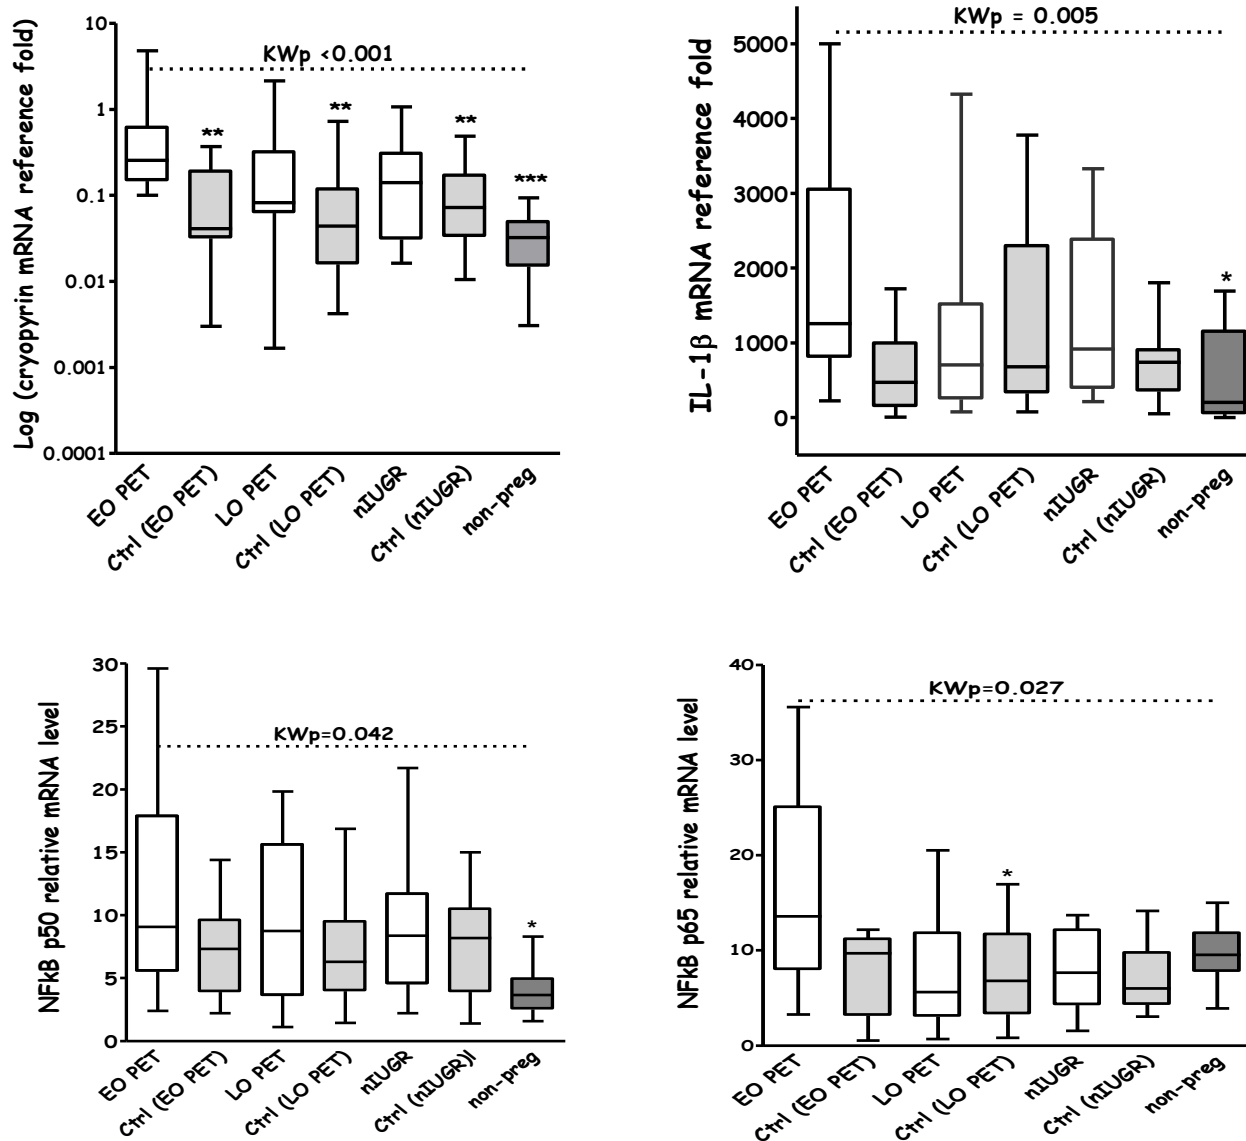 Log (cryopyrin mRNA reference fold)
10
1
0.1
0.01
0.001
0.0001
KWp <0.001
**
**
**
***
EO PET
Ctrl (EO PET)
LO PET
Ctrl (LO PET)
nIUGR
Ctrl (nIUGR)
non-preg
IL-1β mRNA reference fold
5000
4000
3000
2000
1000
0
KWp = 0.005
*
EO PET
Ctrl (EO PET)
LO PET
Ctrl (LO PET)
nIUGR
Ctrl (nIUGR)
non-preg
NFkB p50 relative mRNA level
30
25
20
15
10
5
0
KWp=0.042
*
EO PET
Ctrl (EO PET)
LO PET
Ctrl (LO PET)
nIUGR
Ctrl (nIUGR)l
non-preg
NFkB p65 relative mRNA level
40
30
20
10
0
KWp=0.027
*
EO PET
Ctrl (EO PET)
LO PET
Ctrl (LO PET)
nIUGR
Ctrl (nIUGR)
non-preg